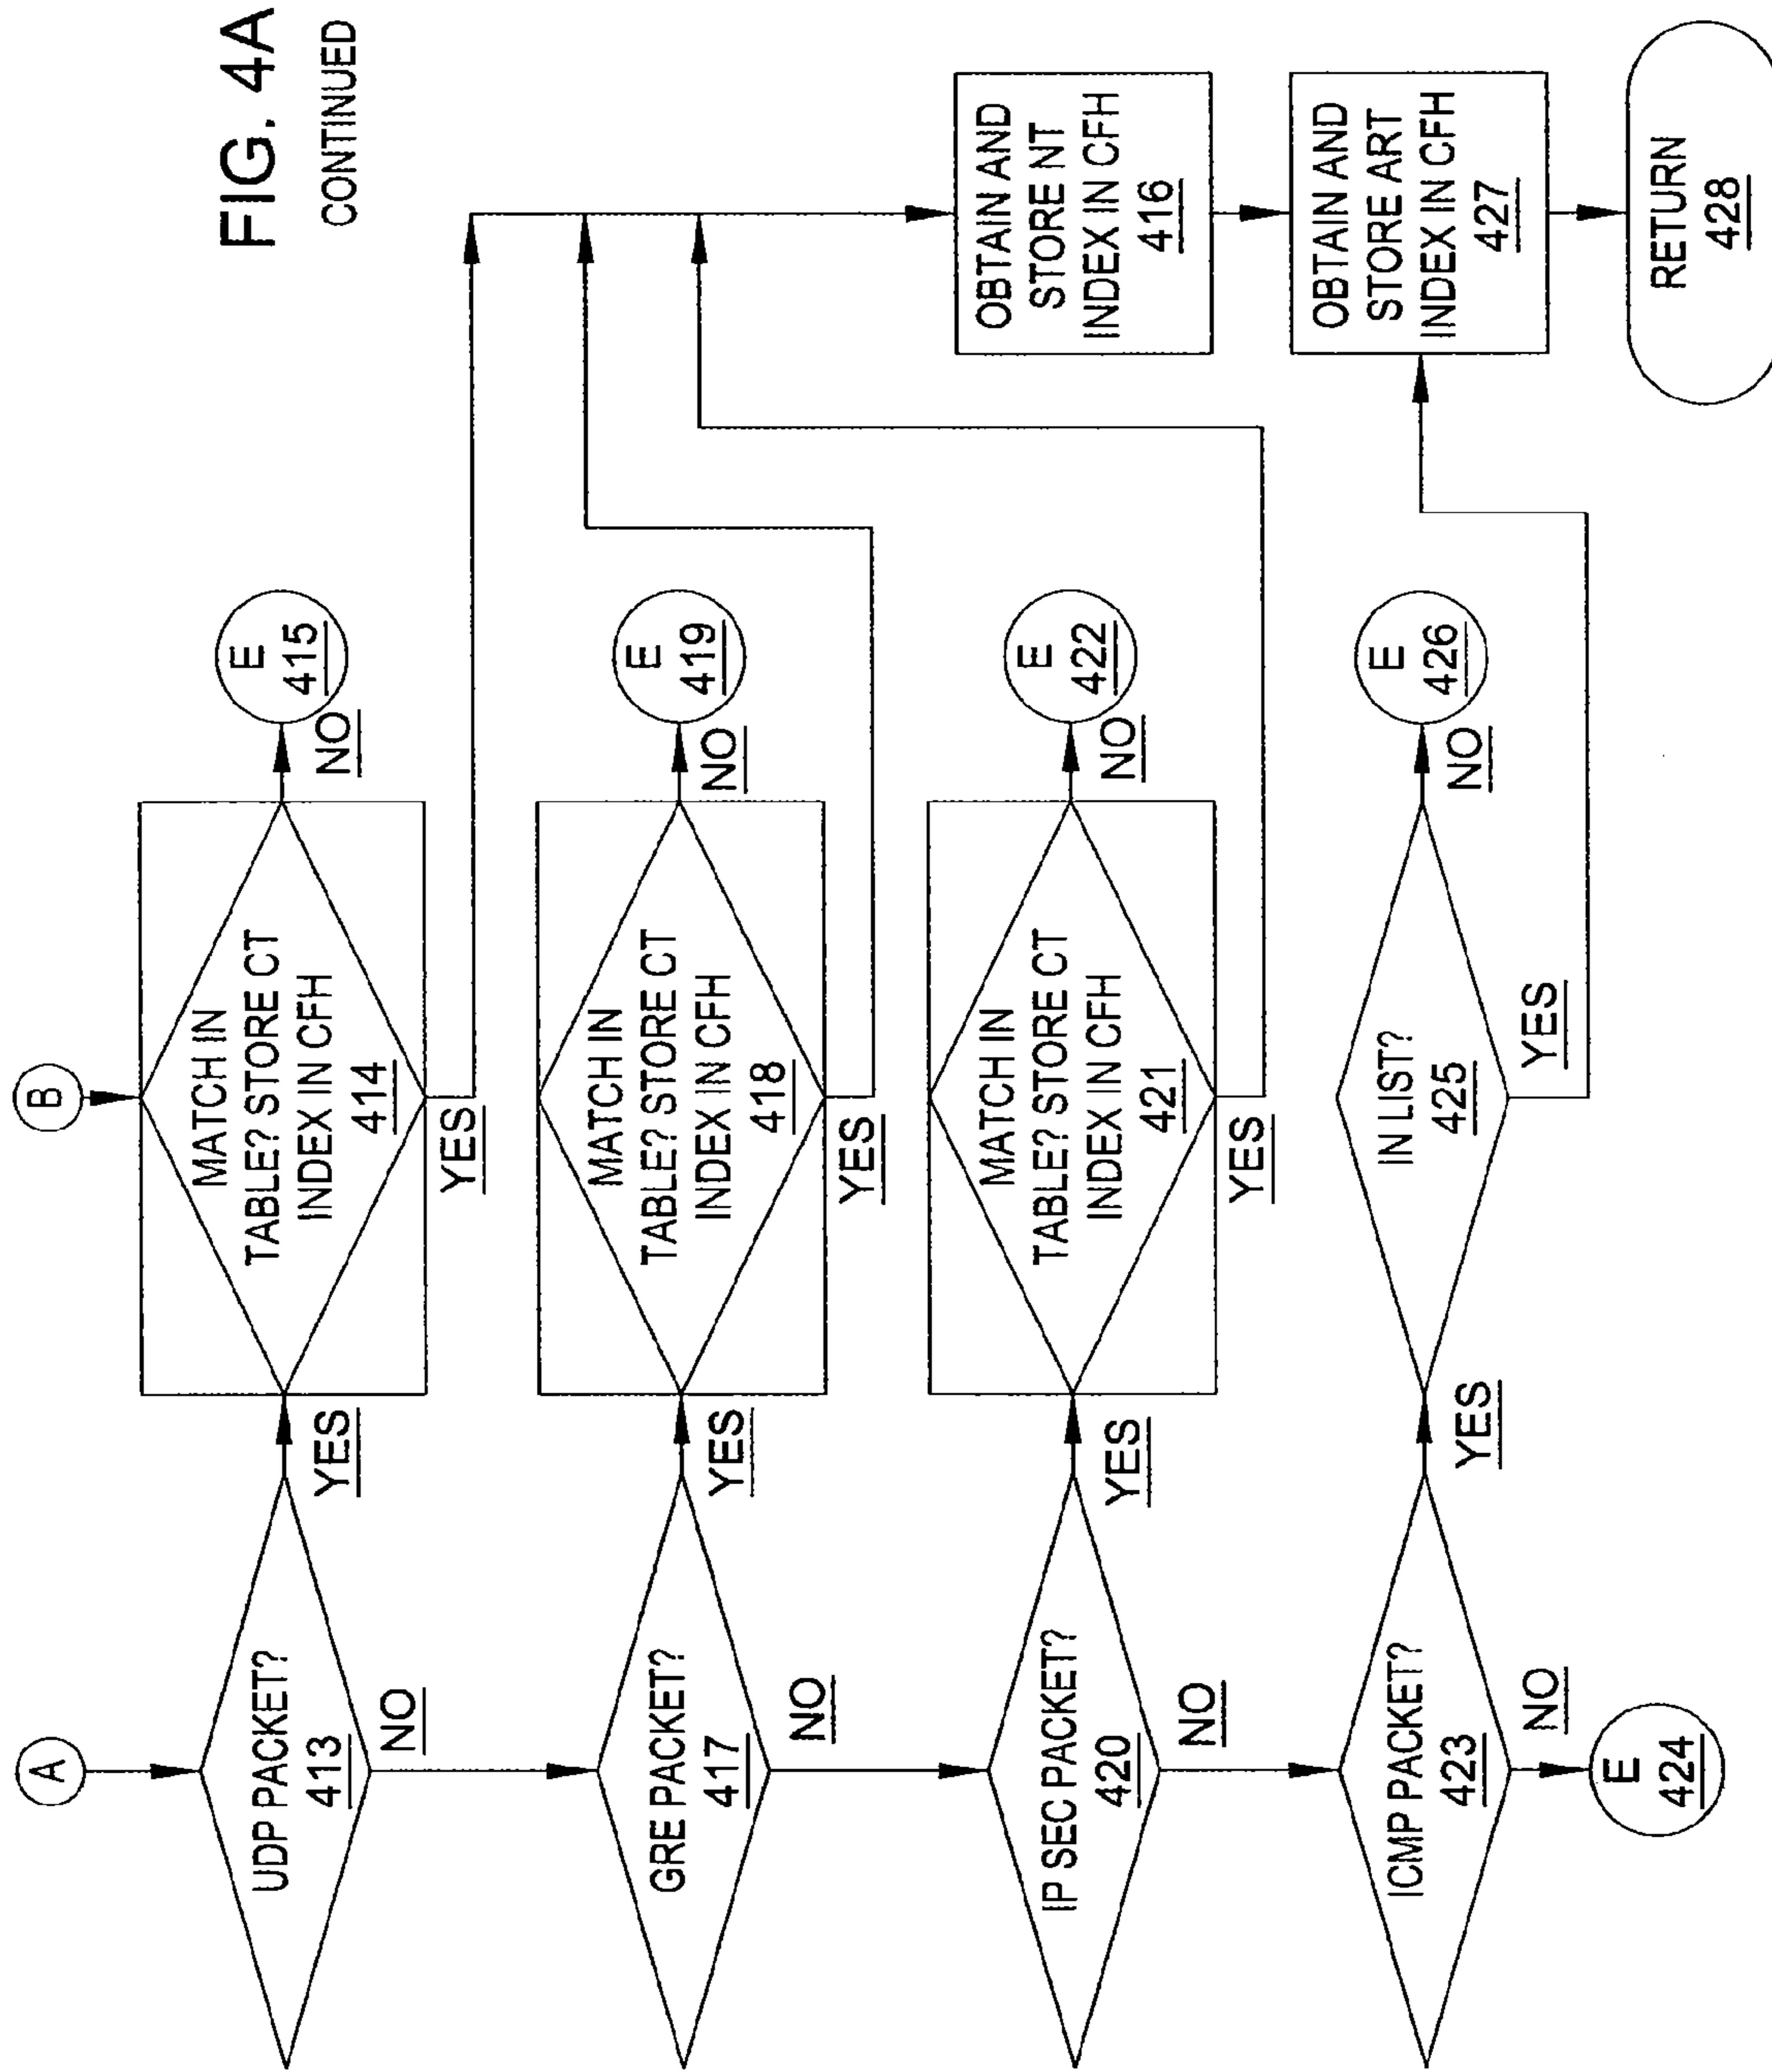 FIG. 4A
CONTINUED
A
B
UDP PACKET?
413
YES
NO
MATCH IN
TABLE? STORE CT
INDEX IN CFH
414
YES
NO
E
415
GRE PACKET?
417
YES
NO
MATCH IN
TABLE? STORE CT
INDEX IN CFH
418
YES
NO
E
419
IP SEC PACKET?
420
YES
NO
MATCH IN
TABLE? STORE CT
INDEX IN CFH
421
YES
NO
E
422
ICMP PACKET?
423
YES
NO
E
424
IN LIST?
425
YES
NO
E
426
OBTAIN AND
STORE NT
INDEX IN CFH
416
OBTAIN AND
STORE ART
INDEX IN CFH
427
RETURN
428